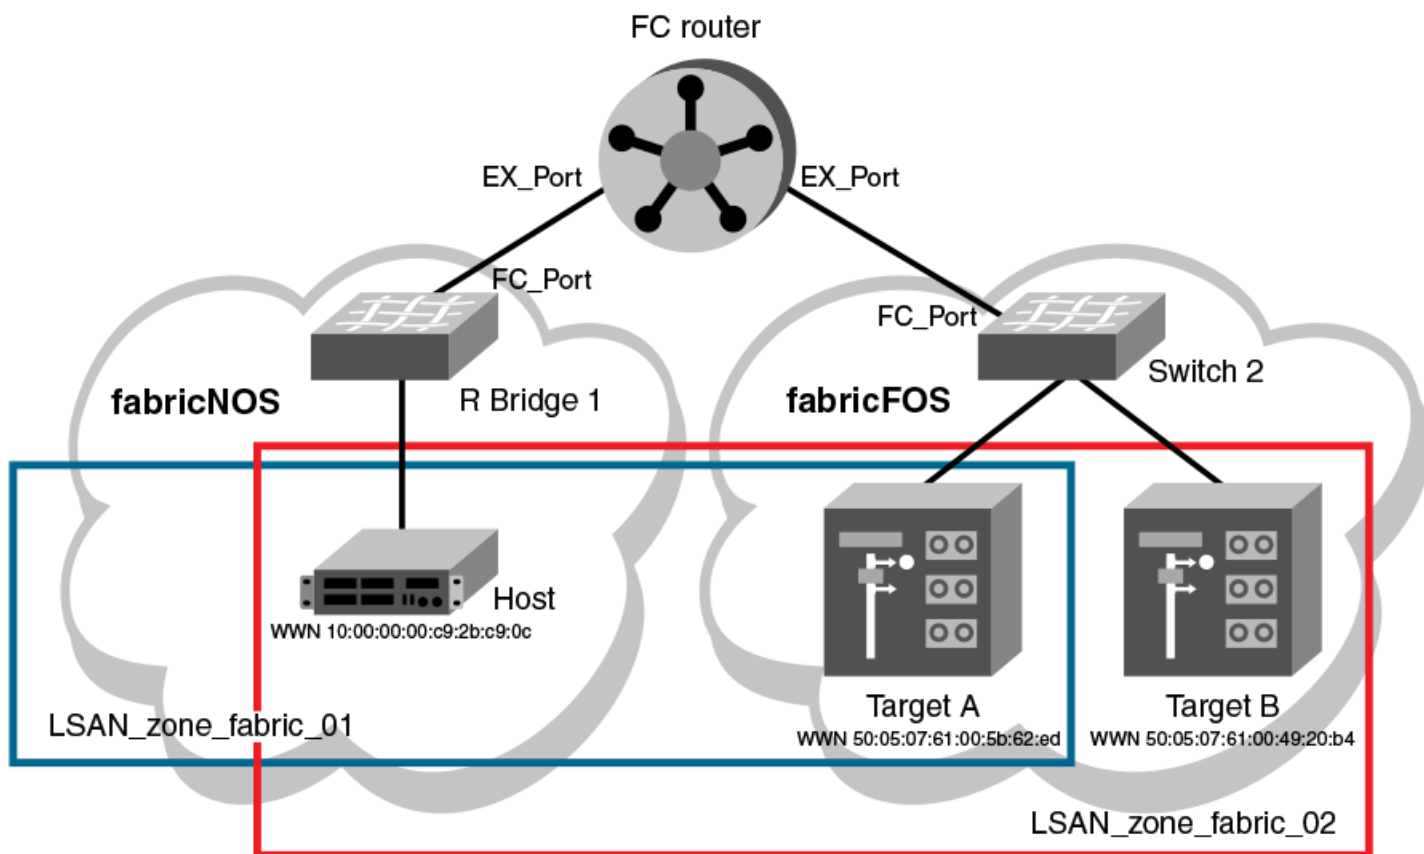 FC router
EX_Port
EX_Port
FC_Port
FC_Port
Switch 2
fabricNOS
R Bridge 1
fabricFOS
Host
WWN 10:00:00:00:c9:2b:c9:0c
LSAN_zone_fabric_01
Target A
WWN 50:05:07:61:00:5b:62:ed
Target B
WWN 50:05:07:61:00:49:20:b4
LSAN_zone_fabric_02